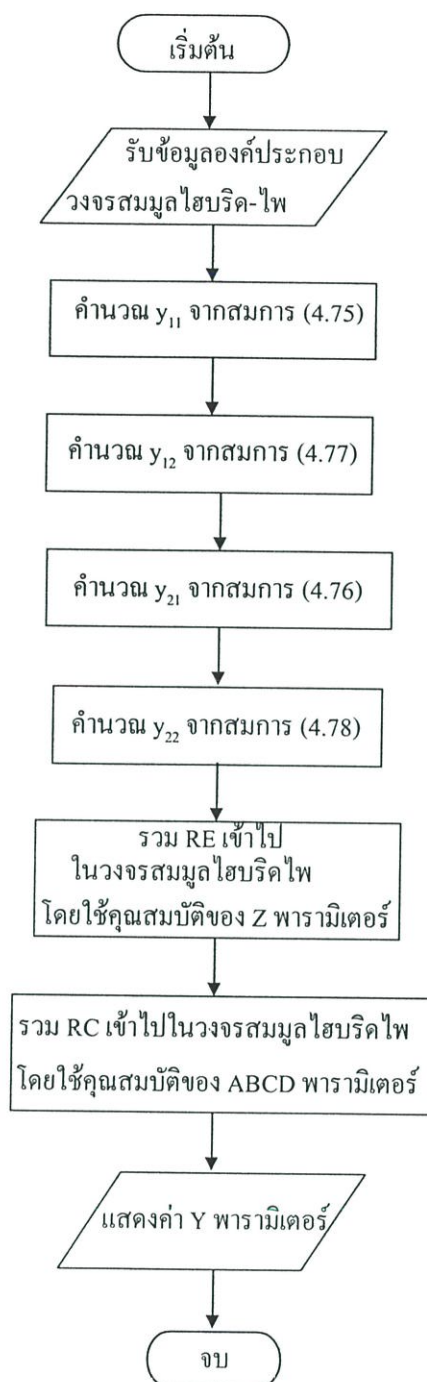 เริ่มต้น
รับข้อมูลองค์ประกอบ
วงจรสมมูลไฮบริค-ไพ
คำนวณ y₁₁ จากสมการ (4.75)
คำนวณ y₁₂ จากสมการ (4.77)
คำนวณ y₂₁ จากสมการ (4.76)
คำนวณ y₂₂ จากสมการ (4.78)
รวม RE เข้าไป
ในวงจรสมมูลไฮบริดไพ
โดยใช้คุณสมบัติของ Z พารามิเตอร์
รวม RC เข้าไปในวงจรสมมูลไฮบริดไพ
โดยใช้คุณสมบัติของ ABCD พารามิเตอร์
แสดงค่า Y พารามิเตอร์
จบ